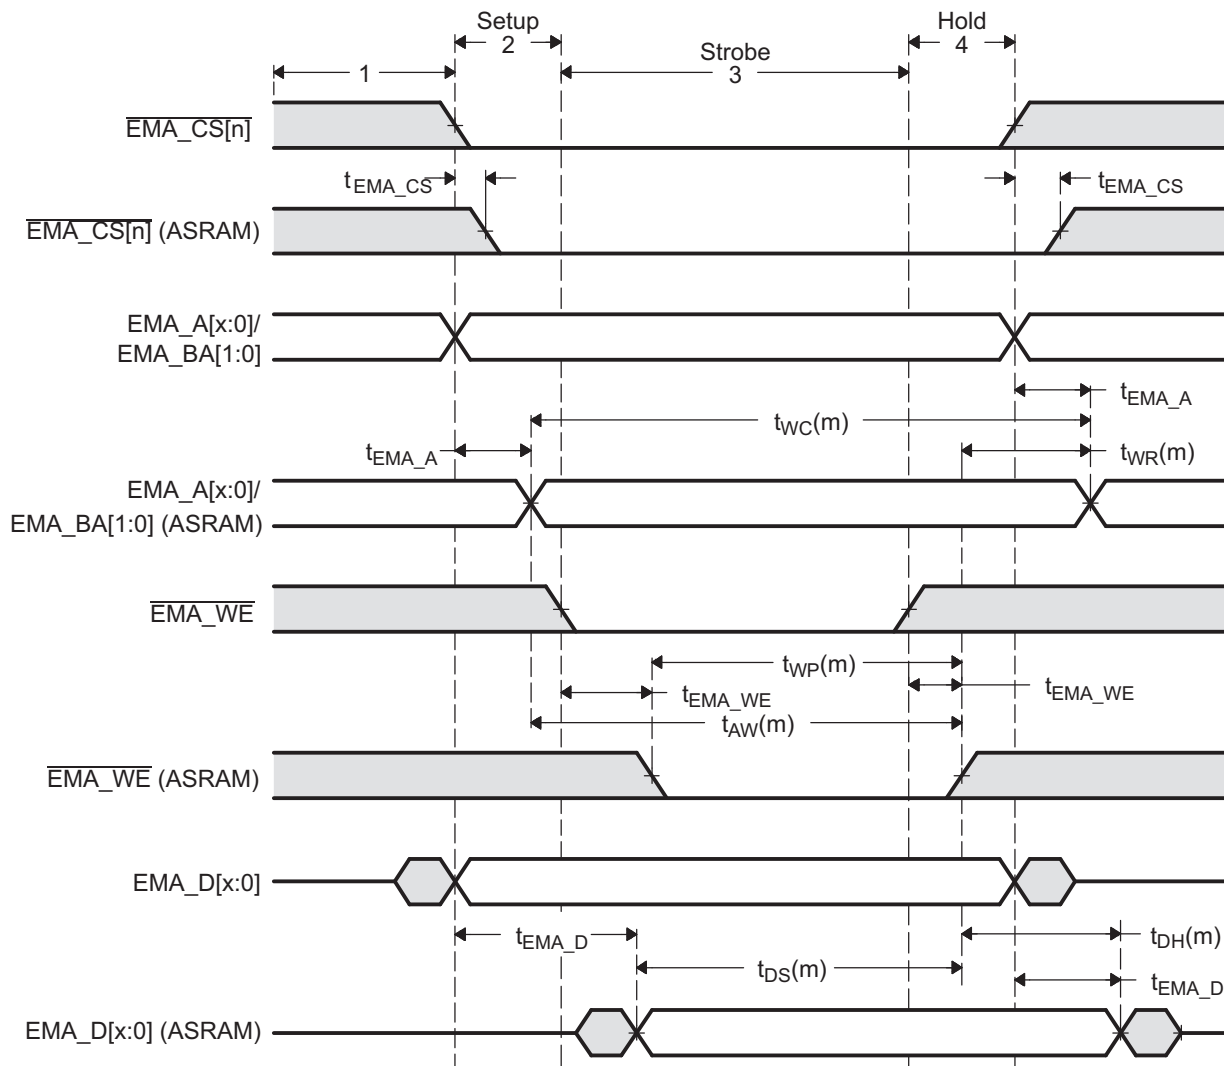 Setup
2
Hold
4
Strobe
3
1
EMA_CS[n]
tEMA_CS
tEMA_CS
EMA_CS[n] (ASRAM)
EMA_A[x:0]/
EMA_BA[1:0]
tEMA_A
tWC(m)
tEMA_A
tWR(m)
EMA_A[x:0]/
EMA_BA[1:0] (ASRAM)
EMA_WE
tWP(m)
tEMA_WE
tEMA_WE
tAW(m)
EMA_WE (ASRAM)
EMA_D[x:0]
tEMA_D
tDH(m)
tDS(m)
tEMA_D
EMA_D[x:0] (ASRAM)